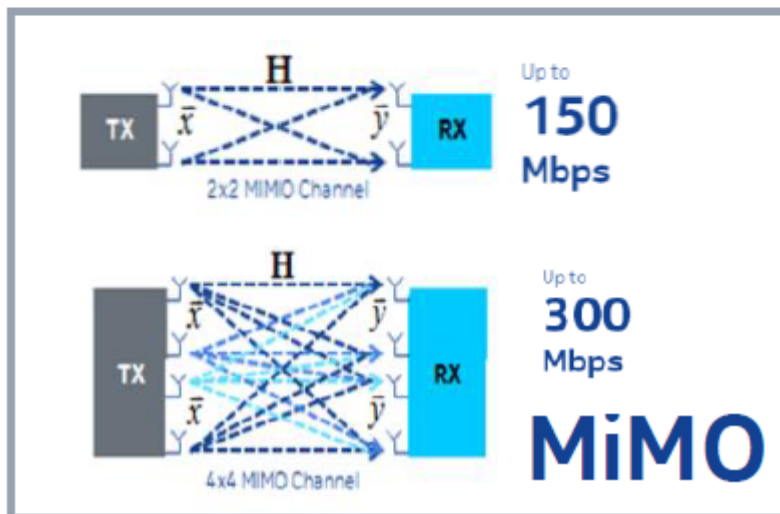 H
TX
x̄
ȳ
RX
2x2 MIMO Channel
Up to
150
Mbps
H
x̄
ȳ
TX
RX
x̄
ȳ
4x4 MIMO Channel
Up to
300
Mbps
MiMO